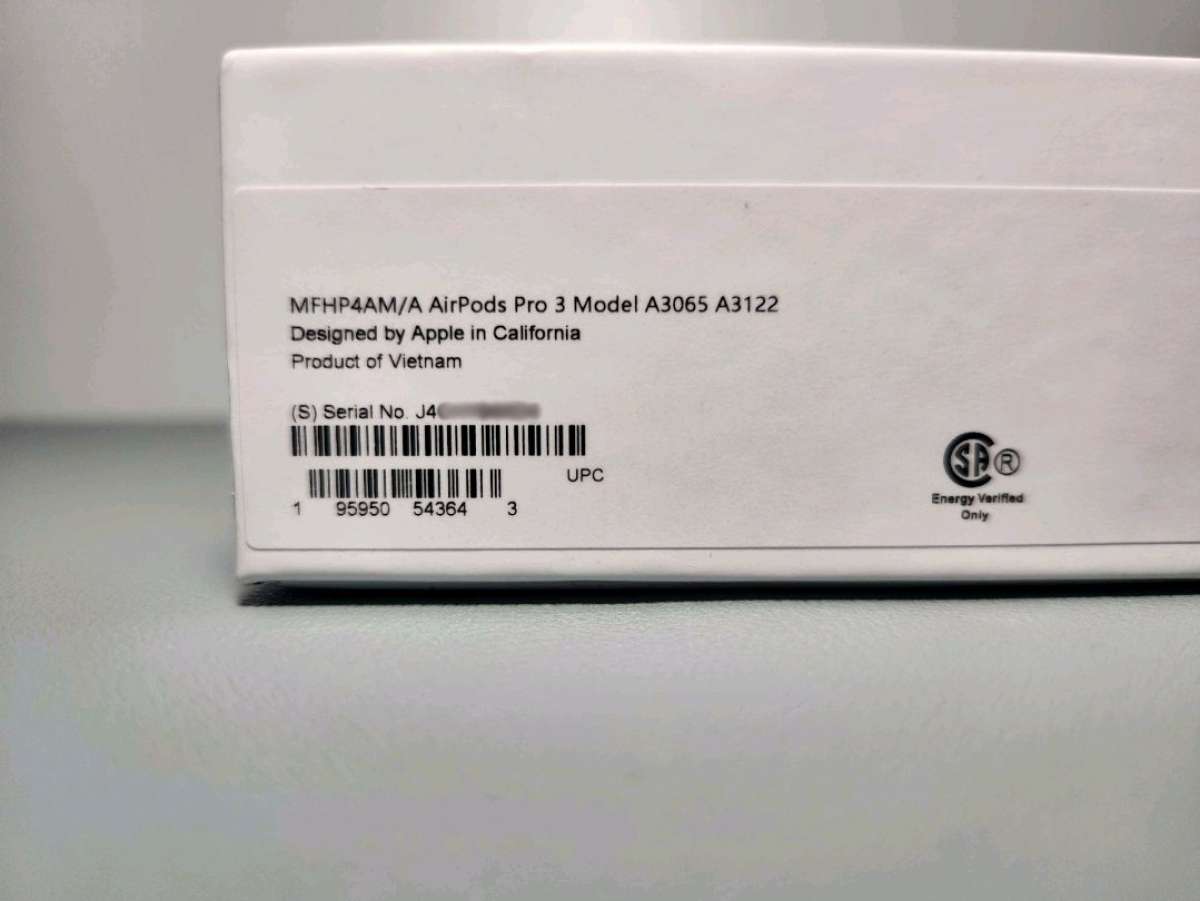 MFHP4AM/A AirPods Pro 3 Model A3065 A3122
Designed by Apple in California
Product of Vietnam
(S) Serial No. J4
UPC
1 95950 54364 3
SA ®
Energy Verified
Only